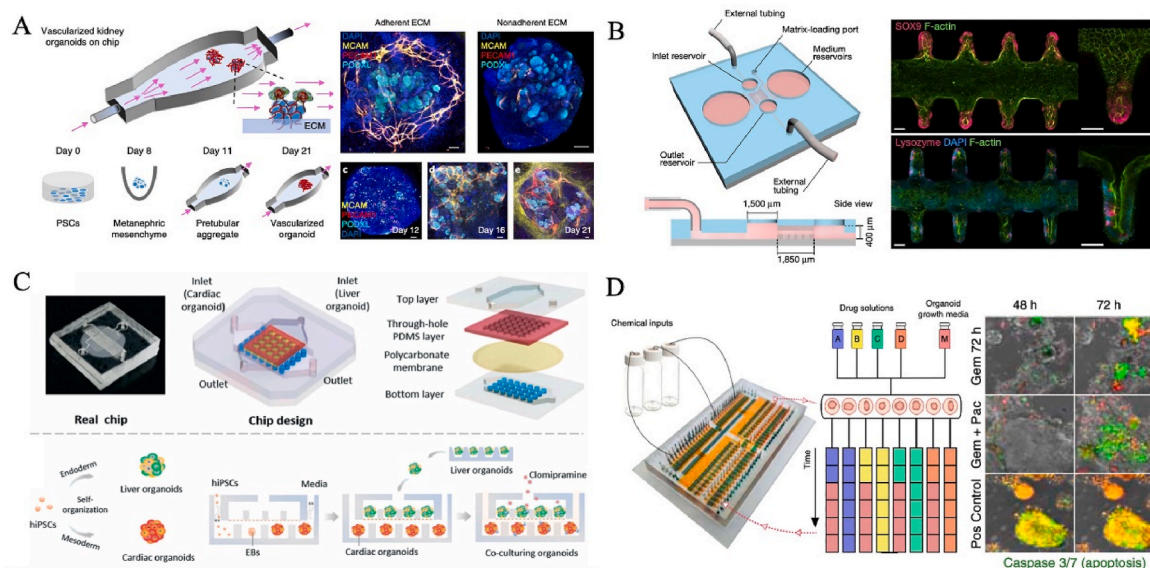 A
Vascularized kidney
organoids on chip
ECM
Day 0
Day 8
Day 11
Day 21
PSCs
Metanephric
mesenchyme
Pretubular
aggregate
Vascularized
organoid
Adherent ECM
Nonadherent ECM
DAPI
MCAM
PECAM1
PODXL
DAPI
MCAM
PECAM1
PODXL
c
MCAM
PECAM1
PODXL
DAPI
Day 12
d
Day 16
e
Day 21
B
External
tubing
Matrix-loading port
Inlet reservoir
Medium
reservoirs
Outlet
reservoir
External
tubing
1,500 µm
Side view
400 µm
1,850 µm
SOX9 F-actin
Lysozyme DAPI F-actin
C
Inlet
(Cardiac
organoid)
Inlet
(Liver
organoid)
Outlet
Outlet
Real chip
Chip design
Top layer
Through-hole
PDMS layer
Polycarbonate
membrane
Bottom layer
hiPSCs
Endoderm
Self-
organization
Mesoderm
Liver organoids
Cardiac organoids
hiPSCs
Media
EBs
Liver organoids
Cardiac organoids
Clomipramine
Co-culturing organoids
D
Chemical inputs
Drug solutions
Organoid
growth media
A
B
C
D
M
Time
48 h
72 h
Gem 72 h
Gem + Pac
Pos Control
Caspase 3/7 (apoptosis)